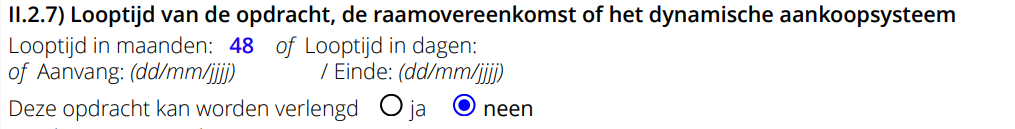 II.2.7) Looptijd van de opdracht, de raamovereenkomst of het dynamische aankoopsysteem
Looptijd in maanden: 48 of Looptijd in dagen:
of Aanvang: (dd/mm/jjjj) / Einde: (dd/mm/jjjj)
Deze opdracht kan worden verlengd ja neen